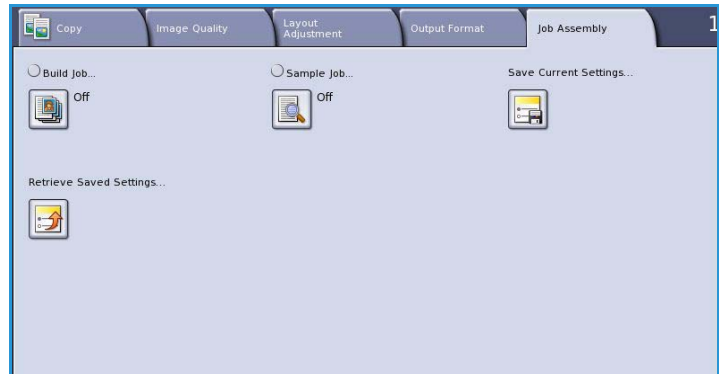 Copy
Image Quality
Layout
Adjustment
Output Format
Job Assembly
1
Build Job...
Off
Sample Job...
Off
Save Current Settings...
Retrieve Saved Settings...